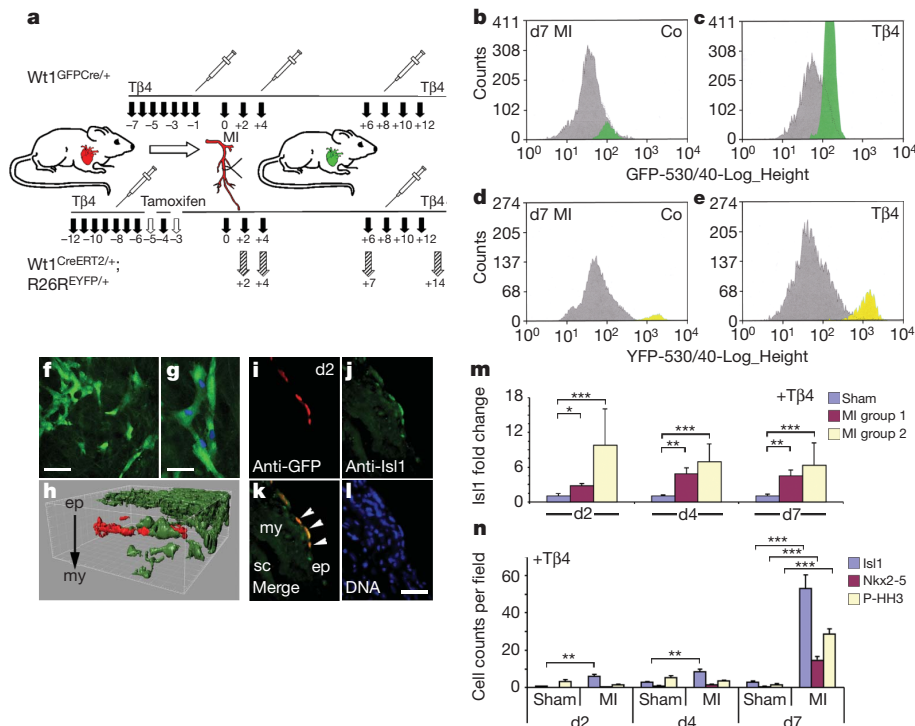 a
Wt1GFPCre/+
Tβ4
Tβ4
−7 −5 −3 −1 0 +2 +4 +6 +8 +10 +12
MI
Tβ4
Tamoxifen
Tβ4
−12 −10 −8 −6 −5 −4 −3 0 +2 +4 +6 +8 +10 +12
Wt1CreERT2/+;
R26REYFP/+
+2 +4 +7 +14
b
d7 MI
Co
Counts
411
308
205
102
0
100 101 102 103 104
c
Tβ4
411
308
205
102
0
100 101 102 103 104
GFP-530/40-Log_Height
d
d7 MI
Co
Counts
274
203
137
68
0
100 101 102 103 104
e
Tβ4
274
203
137
68
0
100 101 102 103 104
YFP-530/40-Log_Height
f
g
h
ep
my
i
d2
Anti-GFP
j
Anti-Isl1
k
my
sc
ep
Merge
l
DNA
m
+Tβ4
Isl1 fold change
18
12
6
0
*
***
**
***
**
***
Sham
MI group 1
MI group 2
d2 d4 d7
n
+Tβ4
Cell counts per field
60
40
20
0
**
**
***
***
***
Isl1
Nkx2-5
P-HH3
Sham MI Sham MI Sham MI
d2 d4 d7